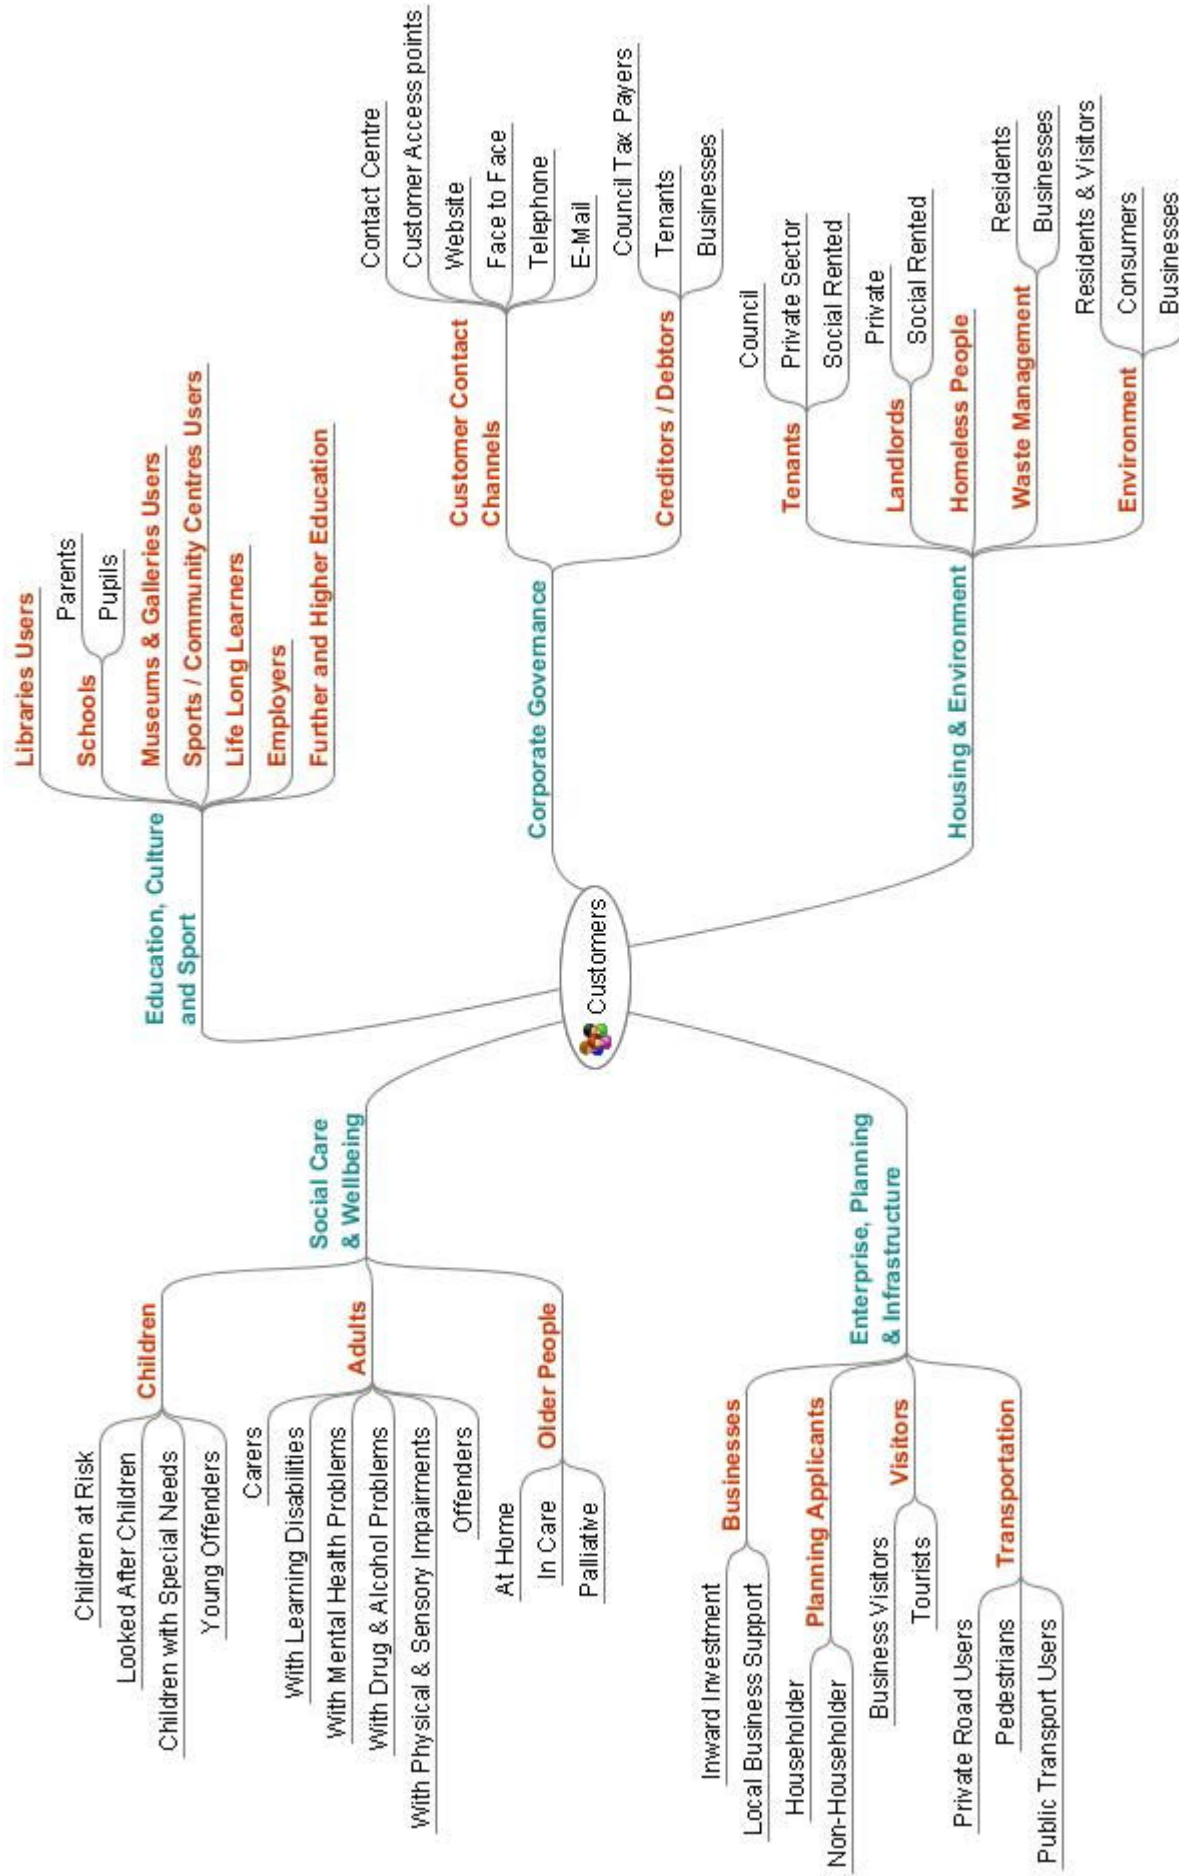 Customers
Education, Culture
and Sport
Libraries Users
Schools
Parents
Pupils
Museums & Galleries Users
Sports / Community Centres Users
Life Long Learners
Employers
Further and Higher Education
Corporate Governance
Customer Contact
Channels
Contact Centre
Customer Access points
Website
Face to Face
Telephone
E-Mail
Creditors / Debtors
Council Tax Payers
Tenants
Businesses
Housing & Environment
Tenants
Council
Private Sector
Social Rented
Landlords
Private
Social Rented
Homeless People
Waste Management
Residents
Businesses
Environment
Residents & Visitors
Consumers
Businesses
Social Care
& Wellbeing
Children
Children at Risk
Looked After Children
Children with Special Needs
Young Offenders
Adults
Carers
With Learning Disabilities
With Mental Health Problems
With Drug & Alcohol Problems
With Physical & Sensory Impairments
Offenders
Older People
At Home
In Care
Palliative
Enterprise, Planning
& Infrastructure
Businesses
Inward Investment
Local Business Support
Planning Applicants
Householder
Non-Householder
Visitors
Business Visitors
Tourists
Transportation
Private Road Users
Pedestrians
Public Transport Users